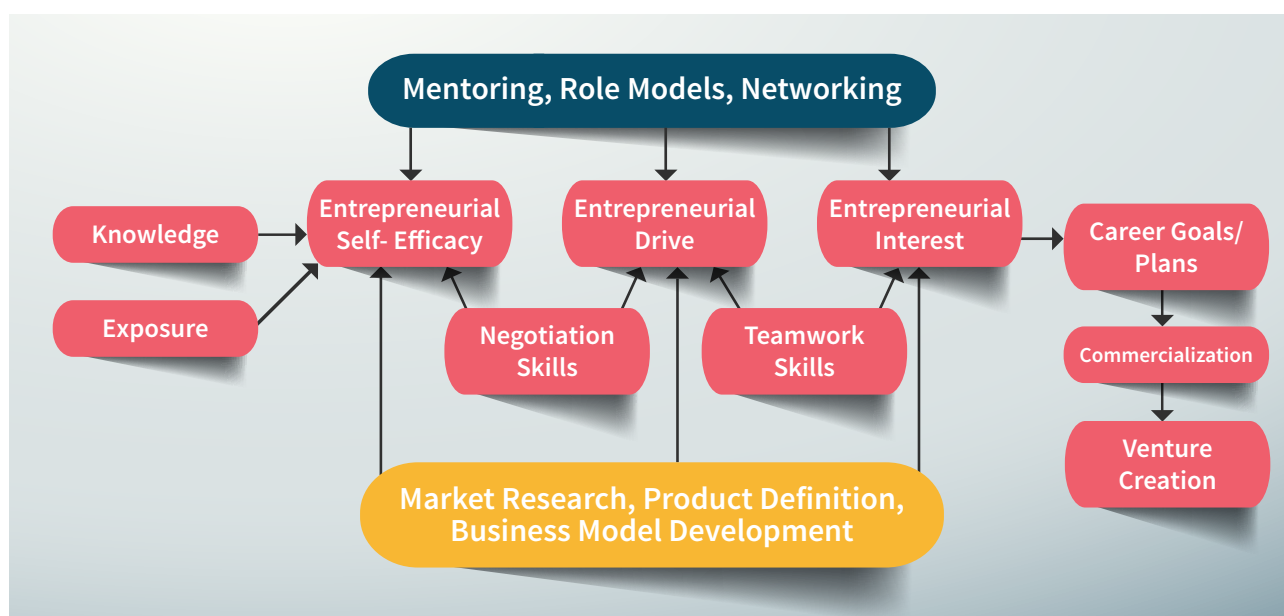 Mentoring, Role Models, Networking
Entrepreneurial
Self- Efficacy
Entrepreneurial
Drive
Entrepreneurial
Interest
Knowledge
Exposure
Career Goals/
Plans
Negotiation
Skills
Teamwork
Skills
Commercialization
Venture
Creation
Market Research, Product Definition,
Business Model Development